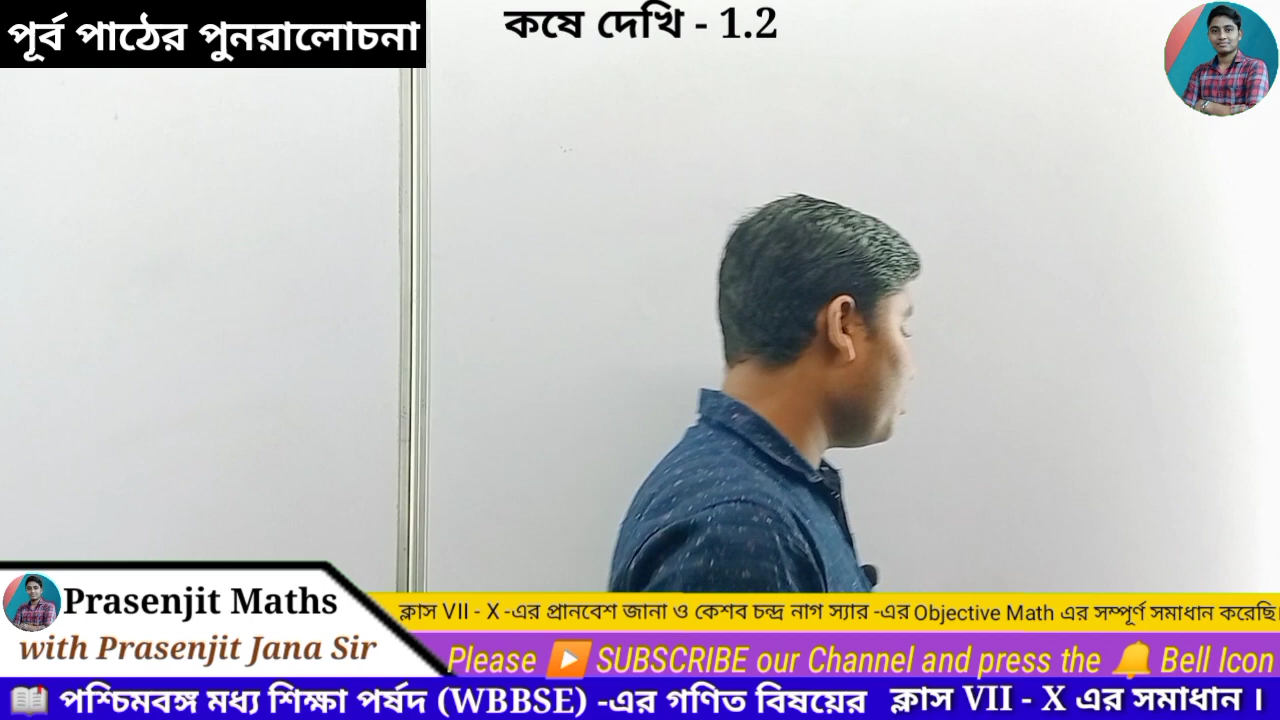 পূর্ব পাঠের পুনরালোচনা
কষে দেখি - 1.2
Prasenjit Maths
with Prasenjit Jana Sir
ক্লাস VII - X -এর প্রানবেশ জানা ও কেশব চন্দ্র নাগ স্যার -এর Objective Math এর সম্পূর্ণ সমাধান করেছি।
Please ▶️ SUBSCRIBE our Channel and press the 🔔 Bell Icon
📖 পশ্চিমবঙ্গ মধ্য শিক্ষা পর্ষদ (WBBSE) -এর গণিত বিষয়ের ক্লাস VII - X এর সমাধান ।